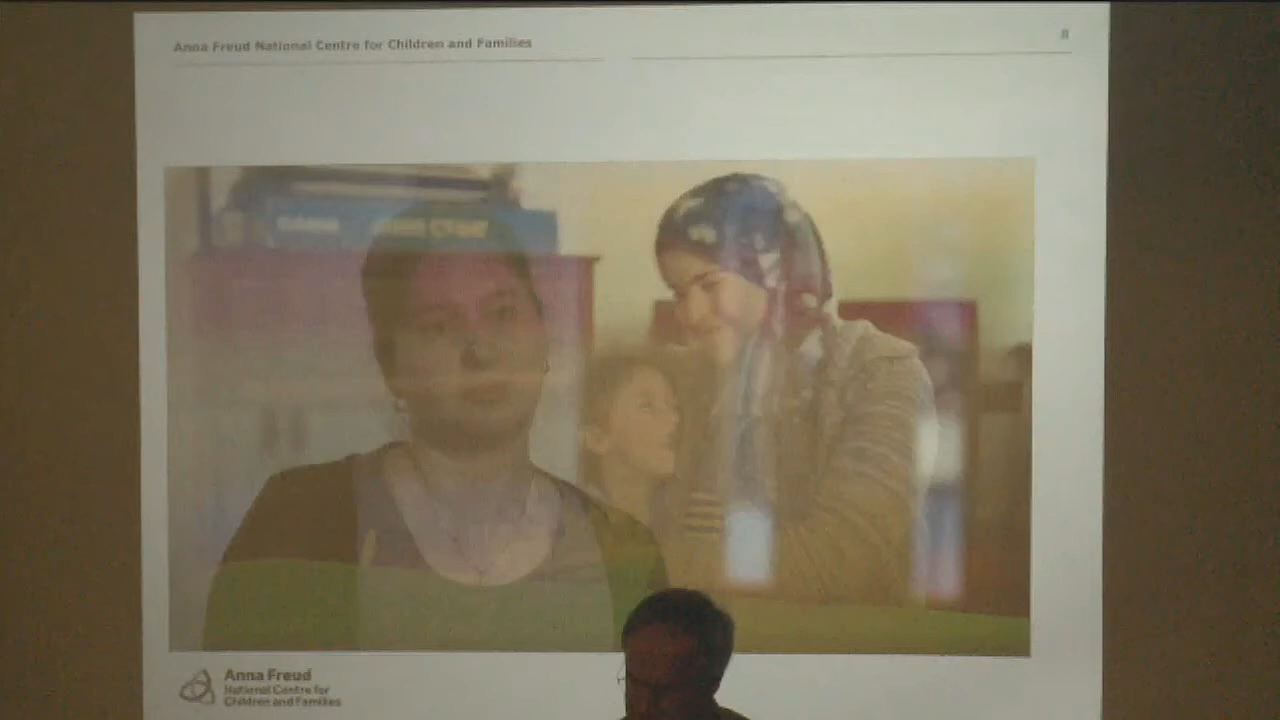 Anna Freud National Centre for Children and Families
8
Anna Freud
National Centre for
Children and Families